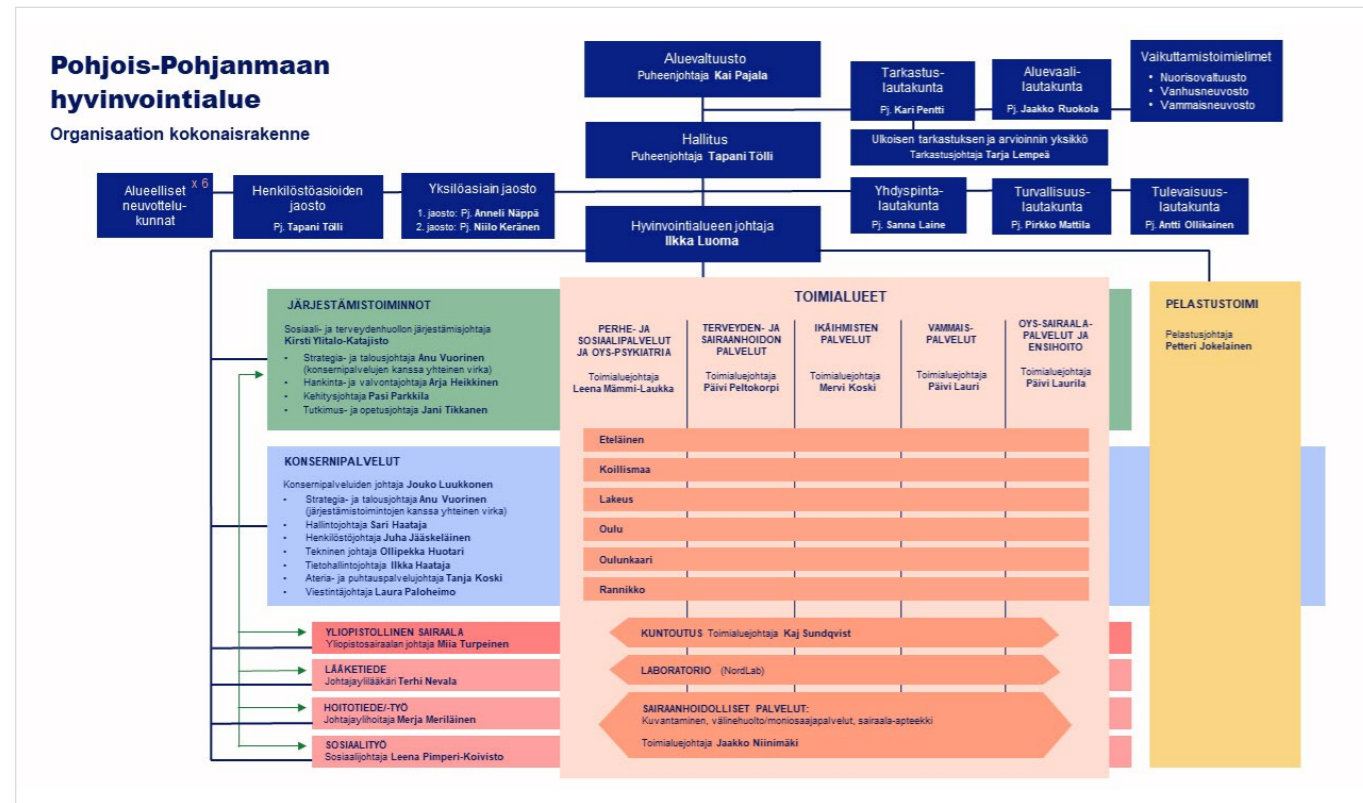 Pohjois-Pohjanmaan
hyvinvointialue
Organisaation kokonaisrakenne
Aluevaltuusto
Puheenjohtaja Kai Pajala
Tarkastus-
lautakunta
Pj. Kari Pentti
Aluevaali-
lautakunta
Pj. Jaakko Ruokola
Vaikuttamistoimielimet
• Nuorisovaltuusto
• Vanhusneuvosto
• Vammaisneuvosto
Ulkoisen tarkastuksen ja arvioinnin yksikkö
Tarkastusjohtaja Tarja Lempeä
Hallitus
Puheenjohtaja Tapani Tölli
Alueelliset x 6
neuvottelu-
kunnat
Henkilöstöasioiden
jaosto
Pj. Tapani Tölli
Yksilöasiain jaosto
1. jaosto: Pj. Anneli Näppä
2. jaosto: Pj. Niilo Keränen
Yhdyspinta-
lautakunta
Pj. Sanna Laine
Turvallisuus-
lautakunta
Pj. Pirkko Mattila
Tulevaisuus-
lautakunta
Pj. Antti Ollikainen
Hyvinvointialueen johtaja
Ilkka Luoma
JÄRJESTÄMISTOIMINNOT
Sosiaali- ja terveydenhuollon järjestämisjohtaja
Kirsti Ylitalo-Katajisto
• Strategia- ja talousjohtaja Anu Vuorinen
(konsernipalvelujen kanssa yhteinen virka)
• Hankinta- ja valvontajohtaja Arja Heikkinen
• Kehitysjohtaja Pasi Parkkila
• Tutkimus- ja opetusjohtaja Jani Tikkanen
TOIMIALUEET
PERHE- JA
SOSIAALIPALVELUT
JA OYS-PSYKIATRIA
Toimialuejohtaja
Leena Mämmi-Laukka
TERVEYDEN- JA
SAIRAANHOIDON
PALVELUT
Toimialuejohtaja
Päivi Peltokorpi
IKÄIHMISTEN
PALVELUT
Toimialuejohtaja
Mervi Koski
VAMMAIS-
PALVELUT
Toimialuejohtaja
Päivi Lauri
OYS-SAIRAALA-
PALVELUT JA
ENSIHOITO
Toimialuejohtaja
Päivi Laurila
PELASTUSTOIMI
Pelastusjohtaja
Petteri Jokelainen
KONSERNIPALVELUT
Konsernipalveluiden johtaja Jouko Luukkonen
• Strategia- ja talousjohtaja Anu Vuorinen
(järjestämistoimintojen kanssa yhteinen virka)
• Hallintojohtaja Sari Haataja
• Henkilöstöjohtaja Juha Jääskeläinen
• Tekninen johtaja Ollipekka Huotari
• Tietohallintojohtaja Ilkka Haataja
• Ateria- ja puhtauspalvelujohtaja Tanja Koski
• Viestintäjohtaja Laura Paloheimo
Eteläinen
Koillismaa
Lakeus
Oulu
Oulunkaari
Rannikko
YLIOPISTOLLINEN SAIRAALA
Yliopistosairaalan johtaja Miia Turpeinen
LÄÄKETIEDE
Johtajaylilääkäri Terhi Nevala
HOITOTIEDE/-TYÖ
Johtajaylihoitaja Merja Meriläinen
SOSIAALITYÖ
Sosiaalijohtaja Leena Pimperi-Koivisto
KUNTOUTUS Toimialuejohtaja Kaj Sundqvist
LABORATORIO (NordLab)
SAIRAANHOIDOLLISET PALVELUT:
Kuvantaminen, välinehuolto/moniosaajapalvelut, sairaala-apteekki
Toimialuejohtaja Jaakko Niinimäki